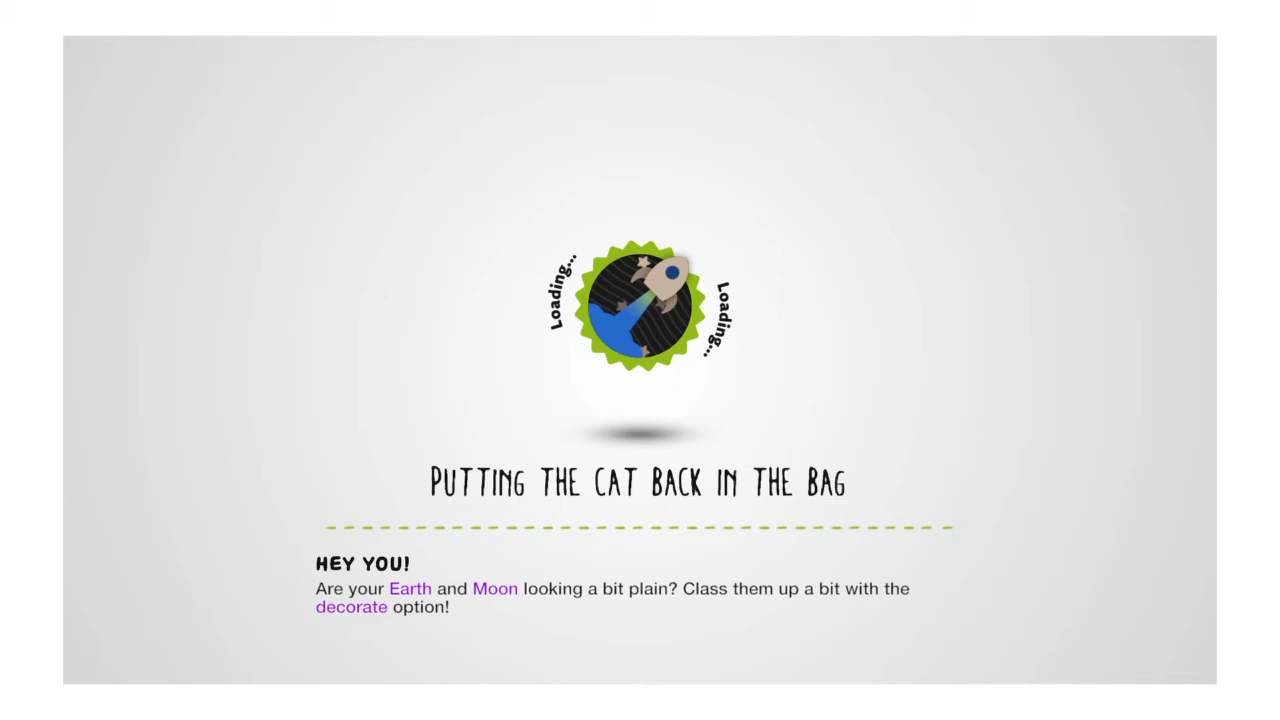 Loading...
Loading...
PUTTING THE CAT BACK IN THE BAG
HEY YOU!
Are your Earth and Moon looking a bit plain? Class them up a bit with the
decorate option!